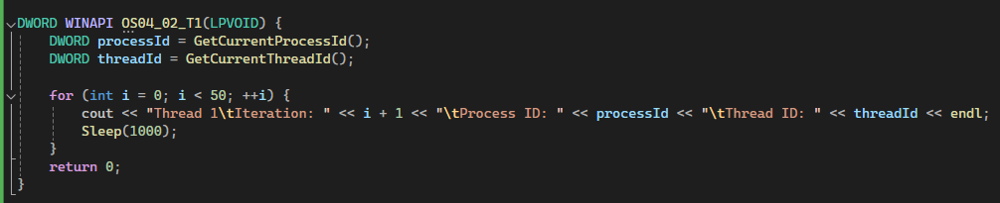 DWORD WINAPI OS04_02_T1(LPVOID) {
    DWORD processId = GetCurrentProcessId();
    DWORD threadId = GetCurrentThreadId();

    for (int i = 0; i < 50; ++i) {
        cout << "Thread 1\tIteration: " << i + 1 << "\tProcess ID: " << processId << "\tThread ID: " << threadId << endl;
        Sleep(1000);
    }
    return 0;
}